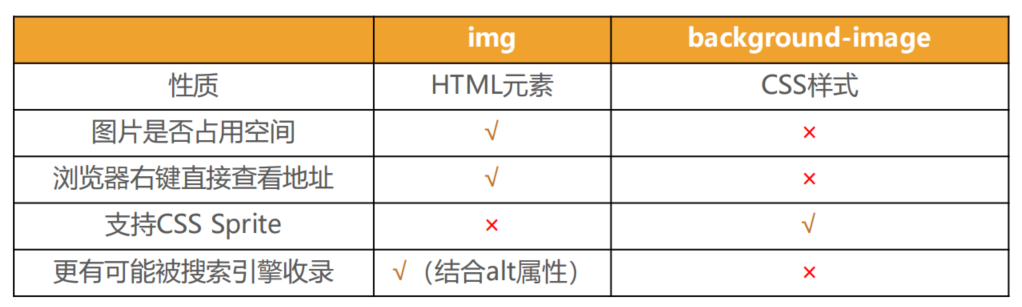 img background-image
性质 HTML元素 CSS样式
图片是否占用空间 √ ×
浏览器右键直接查看地址 √ ×
支持CSS Sprite × √
更有可能被搜索引擎收录 √（结合alt属性） ×